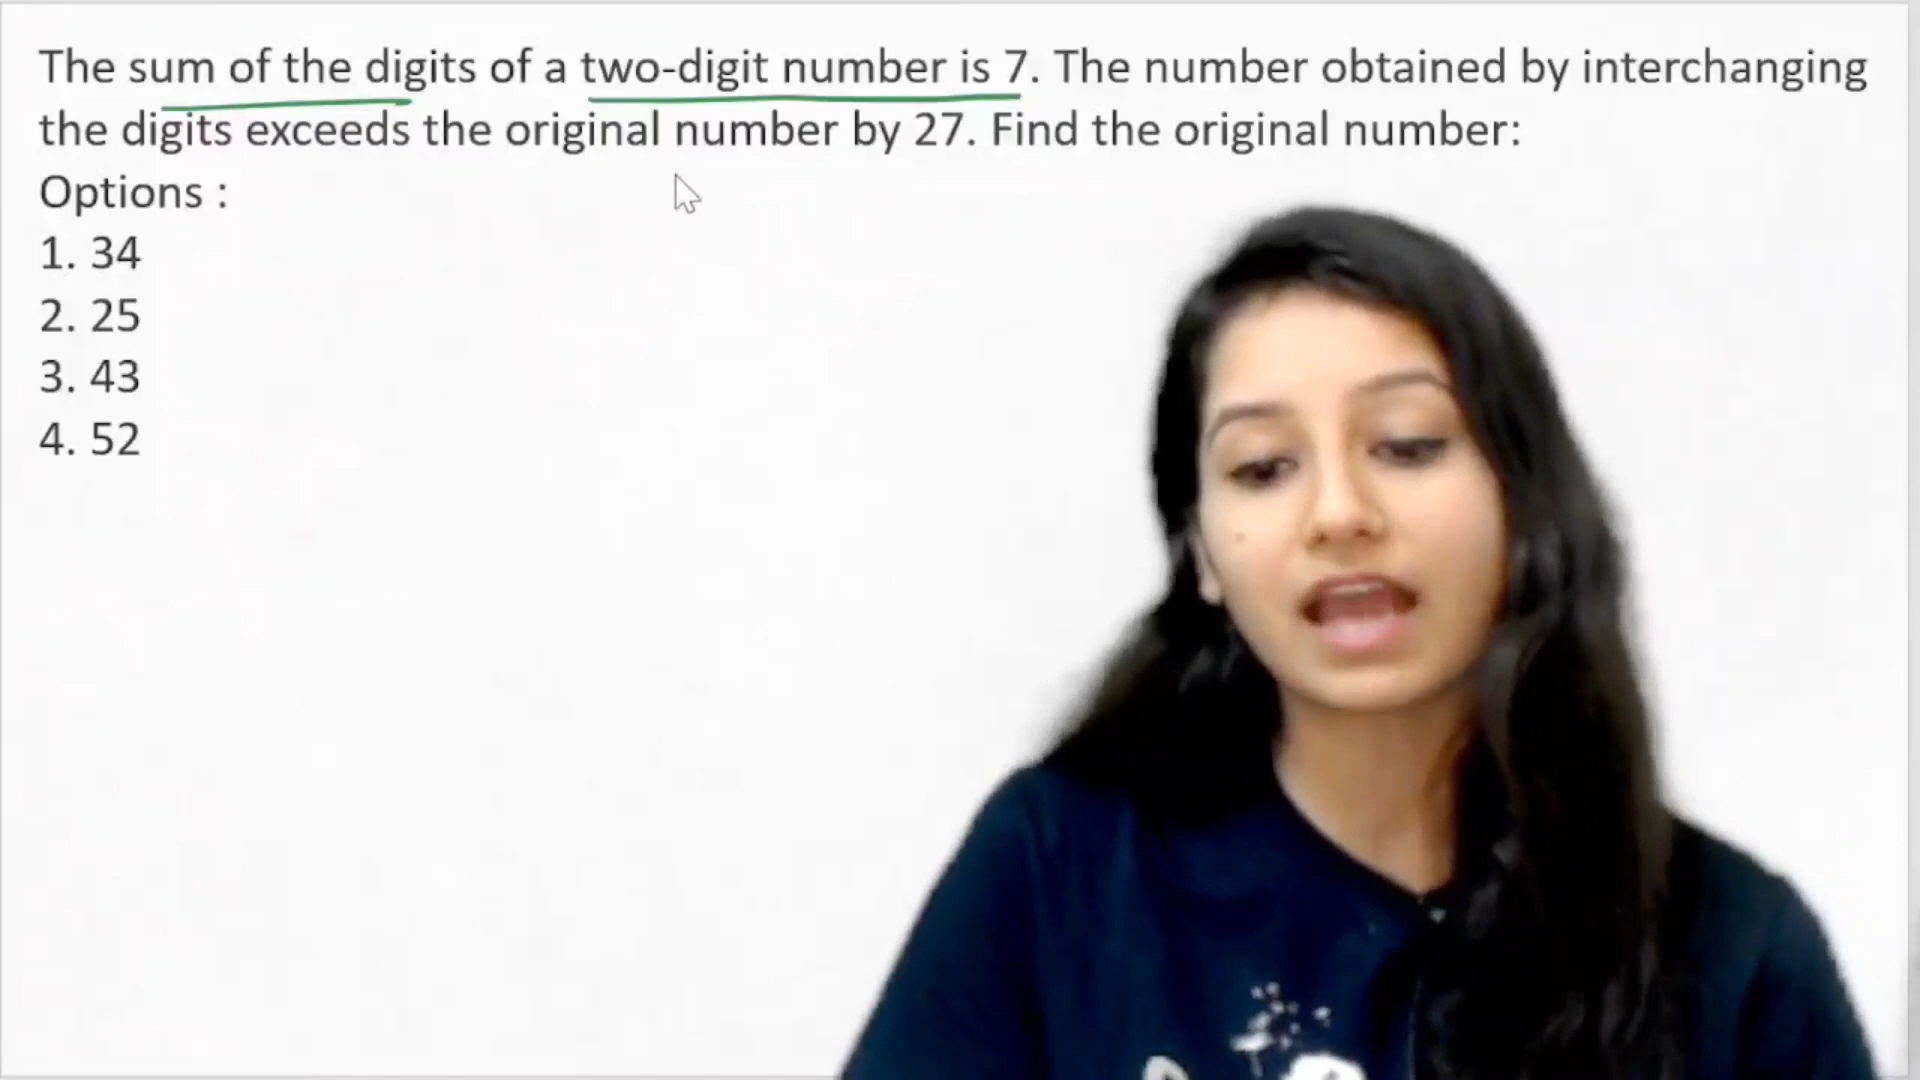 The sum of the digits of a two-digit number is 7. The number obtained by interchanging
the digits exceeds the original number by 27. Find the original number:
Options :
1. 34
2. 25
3. 43
4. 52